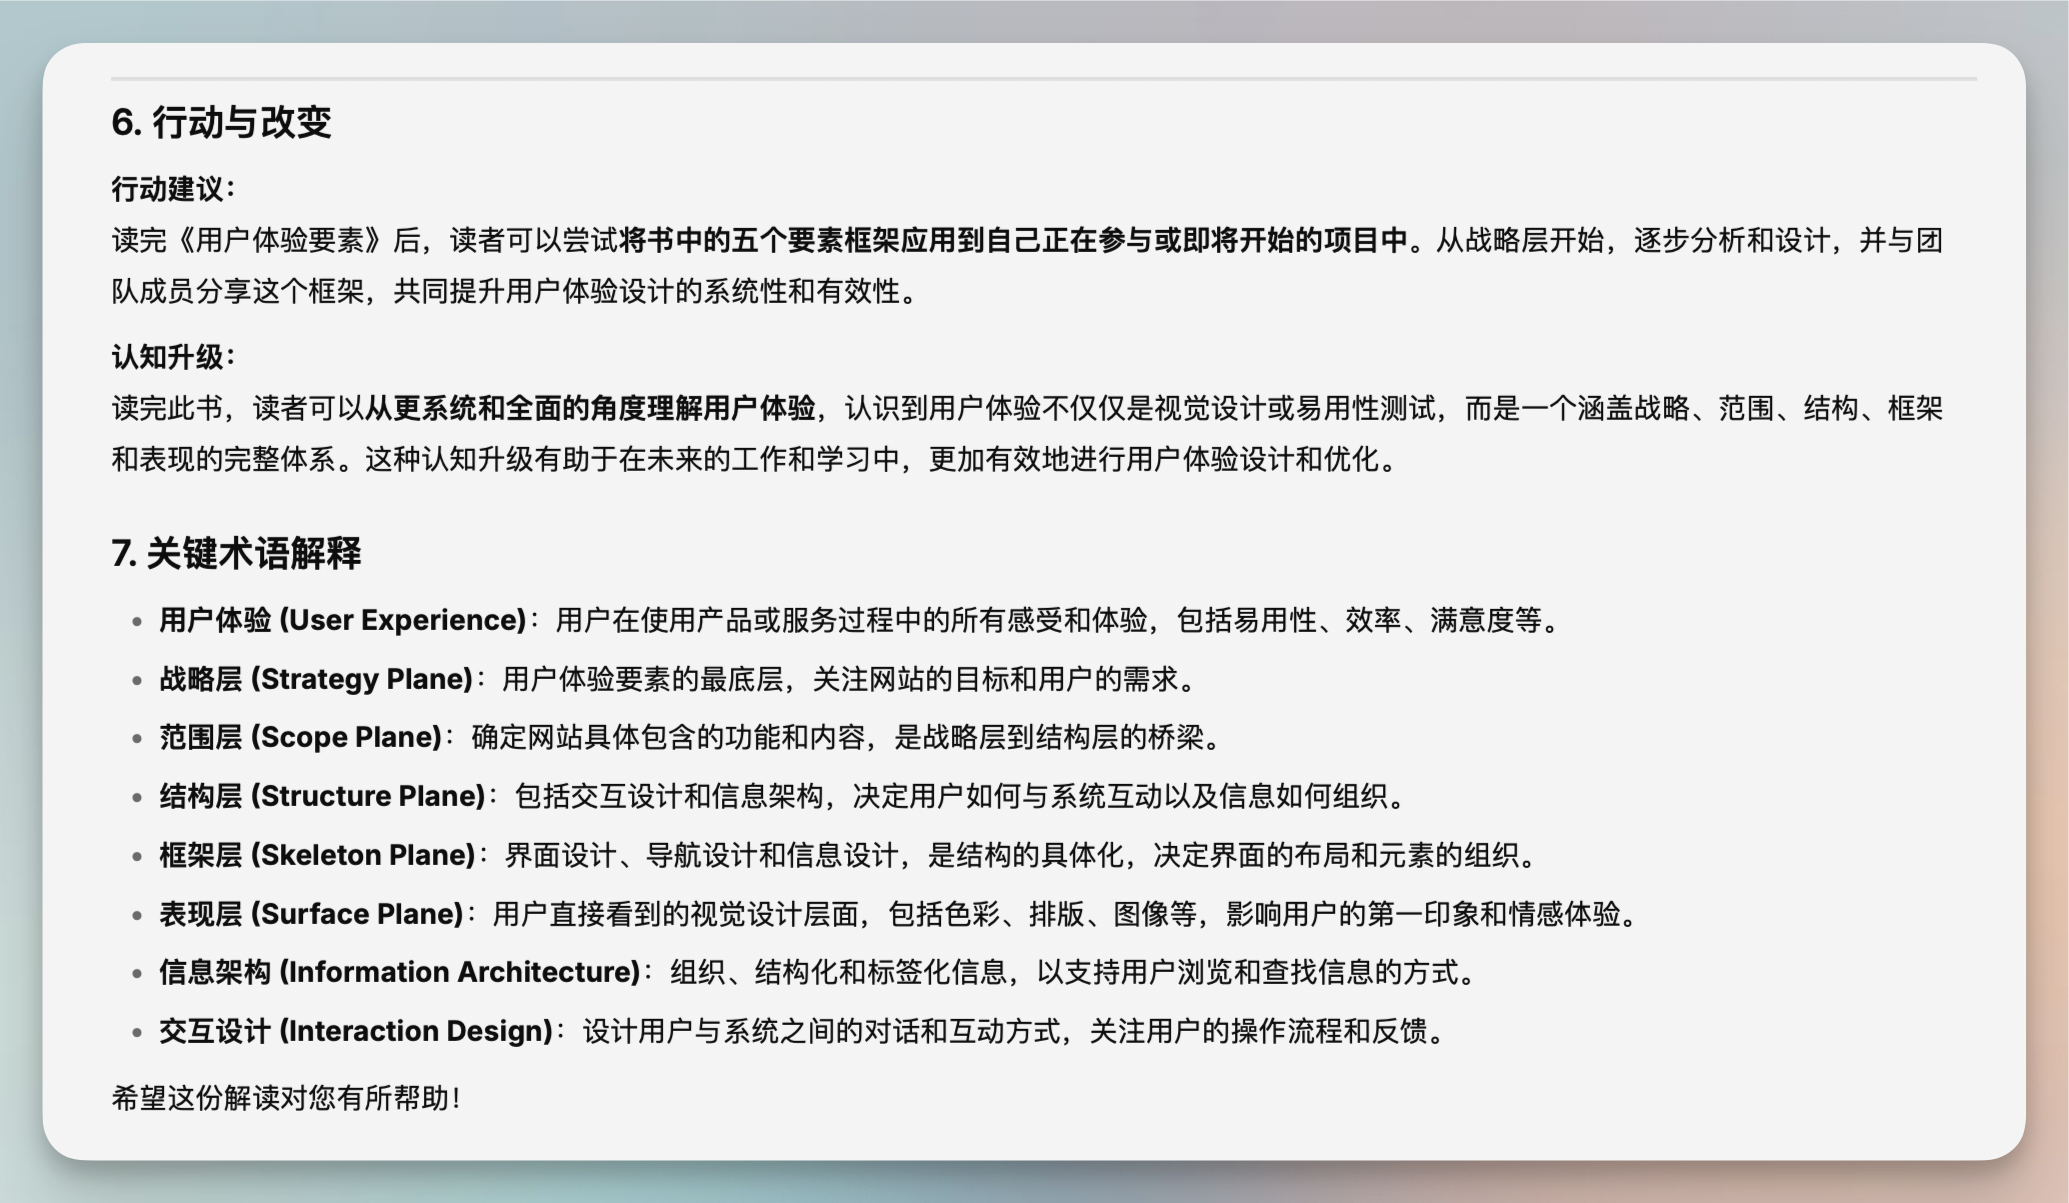 6. 行动与改变
行动建议：
读完《用户体验要素》后，读者可以尝试将书中的五个要素框架应用到自己正在参与或即将开始的项目中。从战略层开始，逐步分析和设计，并与团
队成员分享这个框架，共同提升用户体验设计的系统性和有效性。
认知升级：
读完此书，读者可以从更系统和全面的角度理解用户体验，认识到用户体验不仅仅是视觉设计或易用性测试，而是一个涵盖战略、范围、结构、框架
和表现的完整体系。这种认知升级有助于在未来的工作和学习中，更加有效地进行用户体验设计和优化。
7. 关键术语解释
• 用户体验 (User Experience)：用户在使用产品或服务过程中的所有感受和体验，包括易用性、效率、满意度等。
• 战略层 (Strategy Plane)：用户体验要素的最底层，关注网站的目标和用户的需求。
• 范围层 (Scope Plane)：确定网站具体包含的功能和内容，是战略层到结构层的桥梁。
• 结构层 (Structure Plane)：包括交互设计和信息架构，决定用户如何与系统互动以及信息如何组织。
• 框架层 (Skeleton Plane)：界面设计、导航设计和信息设计，是结构的具体化，决定界面的布局和元素的组织。
• 表现层 (Surface Plane)：用户直接看到的视觉设计层面，包括色彩、排版、图像等，影响用户的第一印象和情感体验。
• 信息架构 (Information Architecture)：组织、结构化和标签化信息，以支持用户浏览和查找信息的方式。
• 交互设计 (Interaction Design)：设计用户与系统之间的对话和互动方式，关注用户的操作流程和反馈。
希望这份解读对您有所帮助！